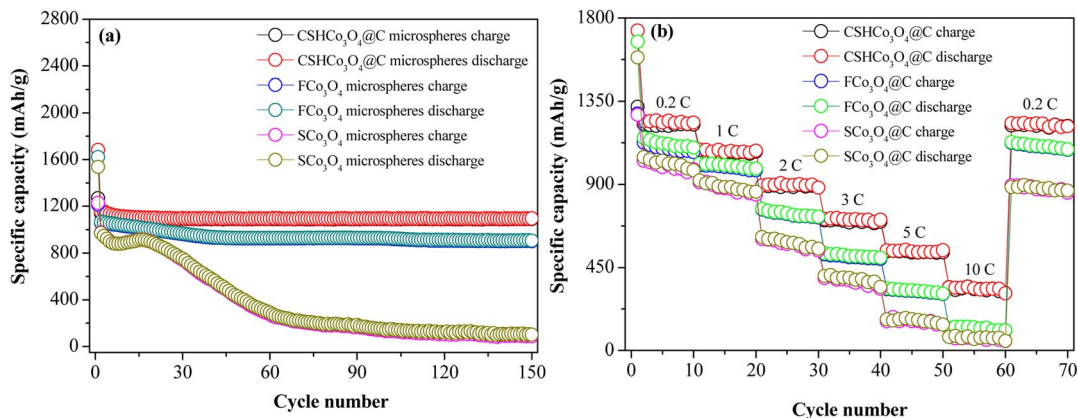 (a)
CSHCo3O4@C microspheres charge
CSHCo3O4@C microspheres discharge
FCo3O4 microspheres charge
FCo3O4 microspheres discharge
SCo3O4 microspheres charge
SCo3O4 microspheres discharge
Specific capacity (mAh/g)
2800
2400
2000
1600
1200
800
400
0
0 30 60 90 120 150
Cycle number
(b)
CSHCo3O4@C charge
CSHCo3O4@C discharge
FCo3O4@C charge
FCo3O4@C discharge
SCo3O4@C charge
SCo3O4@C discharge
0.2 C
1 C
2 C
3 C
5 C
10 C
0.2 C
Specific capacity (mAh/g)
1800
1350
900
450
0
0 10 20 30 40 50 60 70
Cycle number